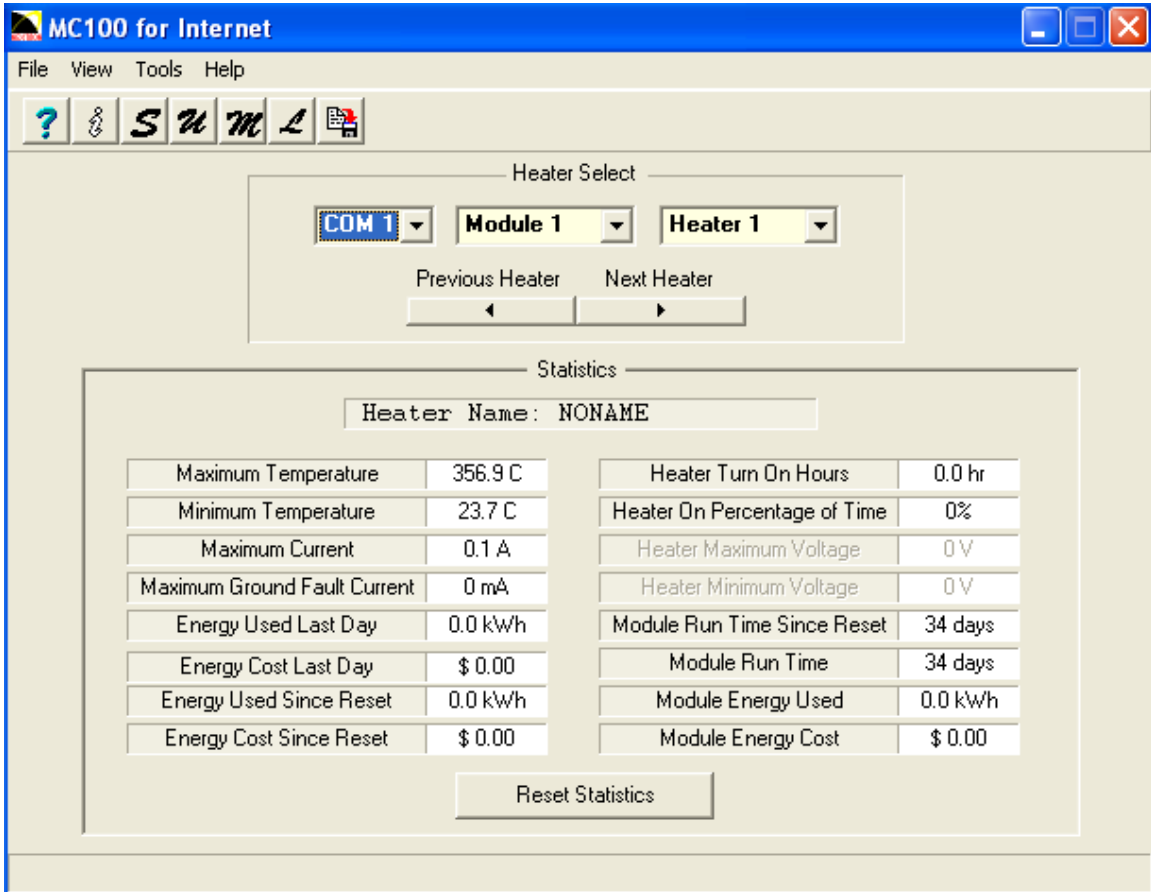 MC100 for Internet
File View Tools Help
? i S U M L
Heater Select
COM 1 Module 1 Heater 1
Previous Heater Next Heater
Statistics
Heater Name: NONAME
Maximum Temperature 356.9 C Heater Turn On Hours 0.0 hr
Minimum Temperature 23.7 C Heater On Percentage of Time 0%
Maximum Current 0.1 A Heater Maximum Voltage 0 V
Maximum Ground Fault Current 0 mA Heater Minimum Voltage 0 V
Energy Used Last Day 0.0 kWh Module Run Time Since Reset 34 days
Energy Cost Last Day $ 0.00 Module Run Time 34 days
Energy Used Since Reset 0.0 kWh Module Energy Used 0.0 kWh
Energy Cost Since Reset $ 0.00 Module Energy Cost $ 0.00
Reset Statistics